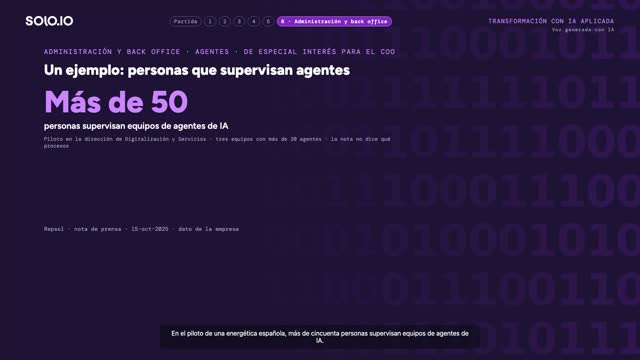 SOLO.IO
Partida 1 2 3 4 5 6 · Administración y back office
TRANSFORMACIÓN CON IA APLICADA
Voz generada con IA
ADMINISTRACIÓN Y BACK OFFICE · AGENTES · DE ESPECIAL INTERÉS PARA EL COO
Un ejemplo: personas que supervisan agentes
Más de 50
personas supervisan equipos de agentes de IA
Piloto en la dirección de Digitalización y Servicios · tres equipos con más de 20 agentes · la nota no dice qué
procesos
Repsol · nota de prensa · 15-oct-2025 · dato de la empresa
En el piloto de una energética española, más de cincuenta personas supervisan equipos de agentes de
IA.